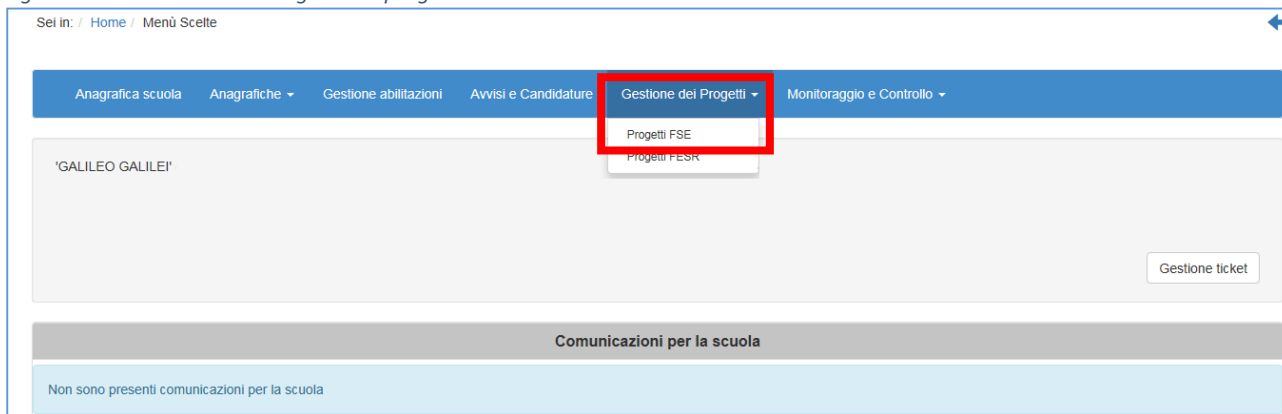 Sei in: / Home / Menù Scelte
Anagrafica scuola Anagrafiche Gestione abilitazioni Avvisi e Candidature Gestione dei Progetti Monitoraggio e Controllo
Progetti FSE
Progetti FESR
'GALILEO GALILEI'
Gestione ticket
Comunicazioni per la scuola
Non sono presenti comunicazioni per la scuola